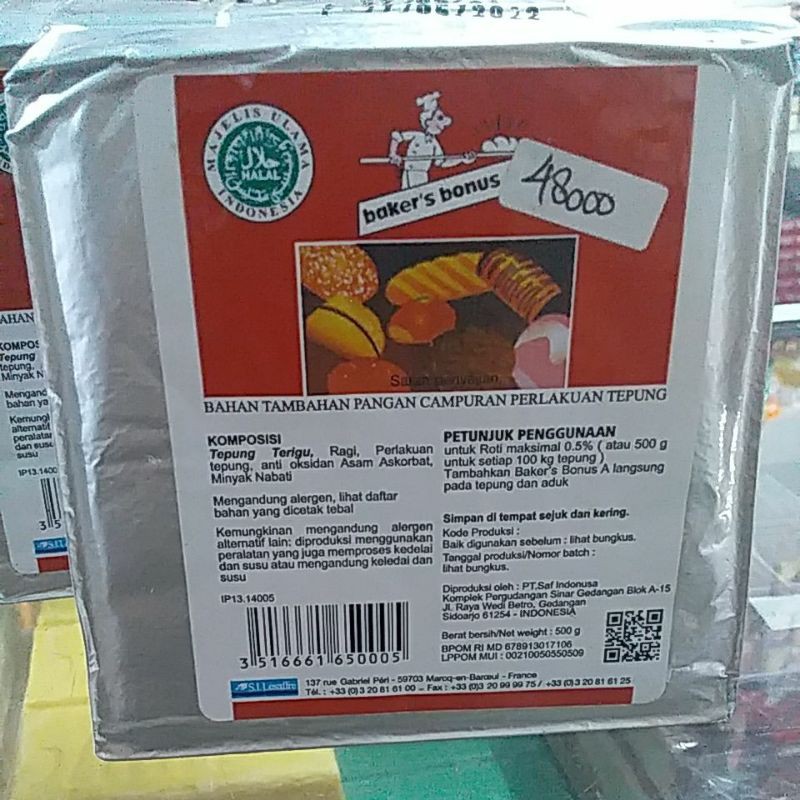 MAJELIS ULAMA
حلال
HALAL
INDONESIA
baker's bonus
48000
Saran penyajian.
BAHAN TAMBAHAN PANGAN CAMPURAN PERLAKUAN TEPUNG
KOMPOSISI
Tepung Terigu, Ragi, Perlakuan
tepung, anti oksidan Asam Askorbat,
Minyak Nabati
Mengandung alergen, lihat daftar
bahan yang dicetak tebal
Kemungkinan mengandung alergen
alternatif lain: diproduksi menggunakan
peralatan yang juga memproses kedelai
dan susu atau mengandung keledai dan
susu
IP13.14005
3 516661 650005
PETUNJUK PENGGUNAAN
untuk Roti maksimal 0.5% ( atau 500 g
untuk setiap 100 kg tepung )
Tambahkan Baker's Bonus A langsung
pada tepung dan aduk
Simpan di tempat sejuk dan kering.
Kode Produksi :
Baik digunakan sebelum : lihat bungkus.
Tanggal produksi/Nomor batch :
lihat bungkus.
Diproduksi oleh : PT.Saf Indonusa
Komplek Pergudangan Sinar Gedangan Blok A-15
Jl. Raya Wedi Betro, Gedangan
Sidoarjo 61254 - INDONESIA
Berat bersih/Net weight : 500 g
BPOM RI MD 678913017106
LPPOM MUI : 00210050550509
S.I.Lesaffre
137 rue Gabriel Péri - 59703 Marcq-en-Barœul - France
Tél. : +33 (0)3 20 81 61 00 - Fax : +33 (0)3 20 99 99 75 / +33 (0)3 20 81 61 25